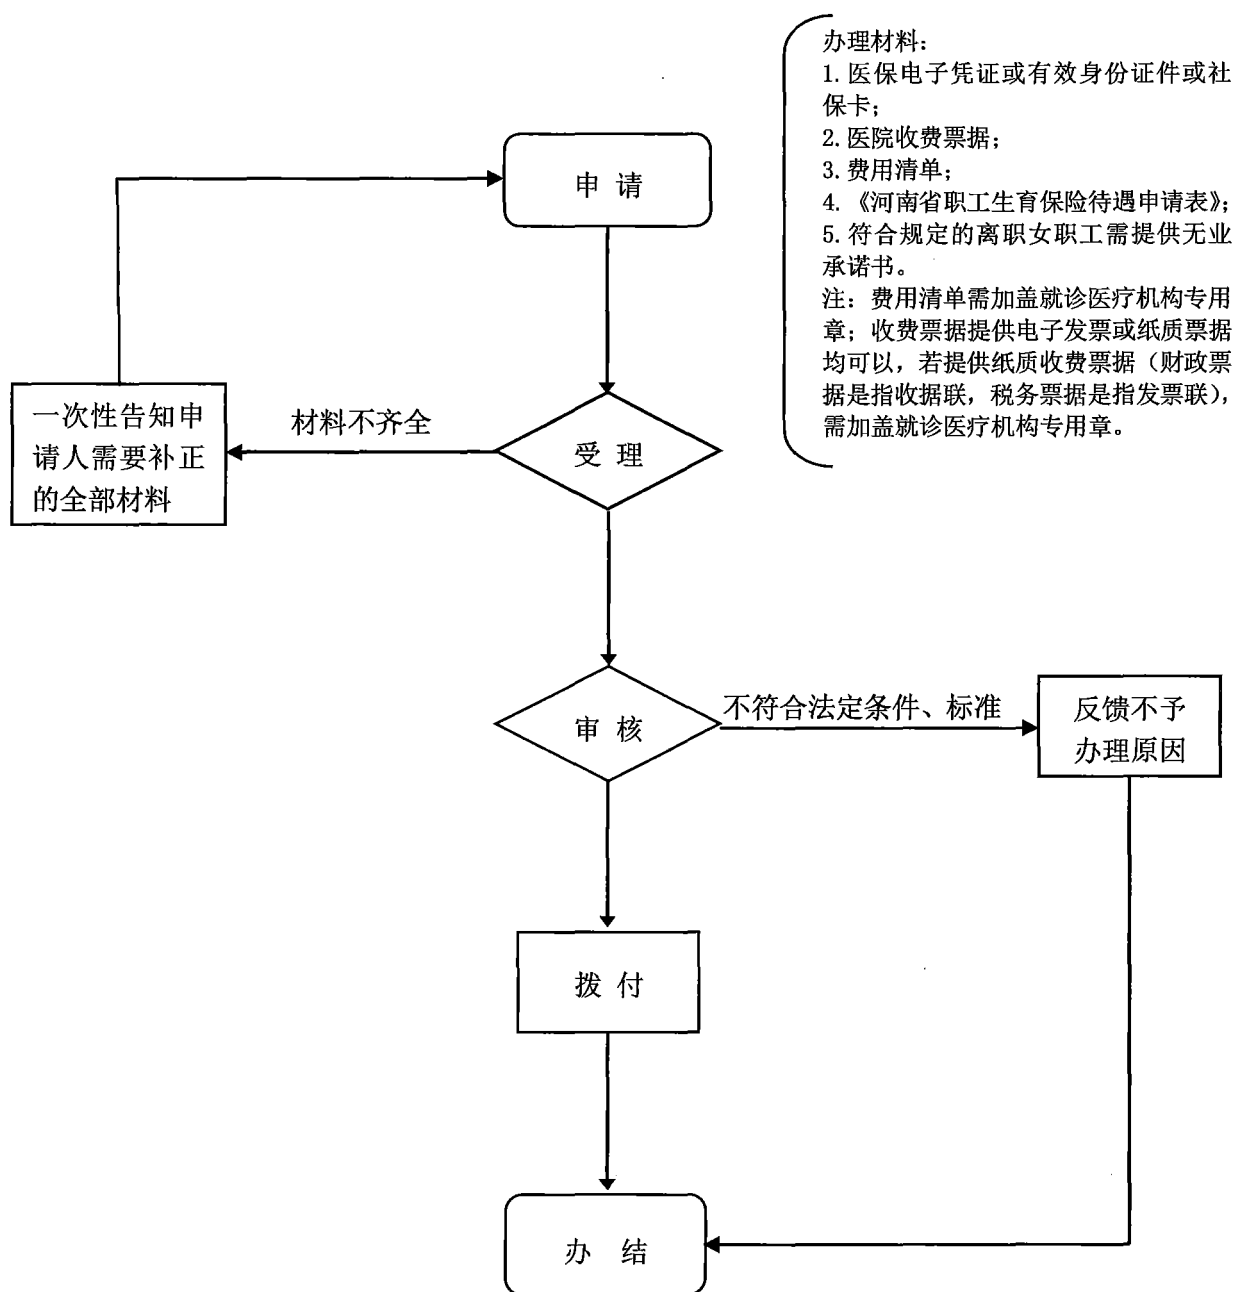 办理材料：
1. 医保电子凭证或有效身份证件或社
保卡；
2. 医院收费票据；
3. 费用清单；
4. 《河南省职工生育保险待遇申请表》；
5. 符合规定的离职女职工需提供无业
承诺书。
注：费用清单需加盖就诊医疗机构专用
章；收费票据提供电子发票或纸质票据
均可以，若提供纸质收费票据（财政票
据是指收据联，税务票据是指发票联），
需加盖就诊医疗机构专用章。
申 请
材料不齐全
一次性告知申
请人需要补正
的全部材料
受 理
审 核
不符合法定条件、标准
反馈不予
办理原因
拨 付
办 结